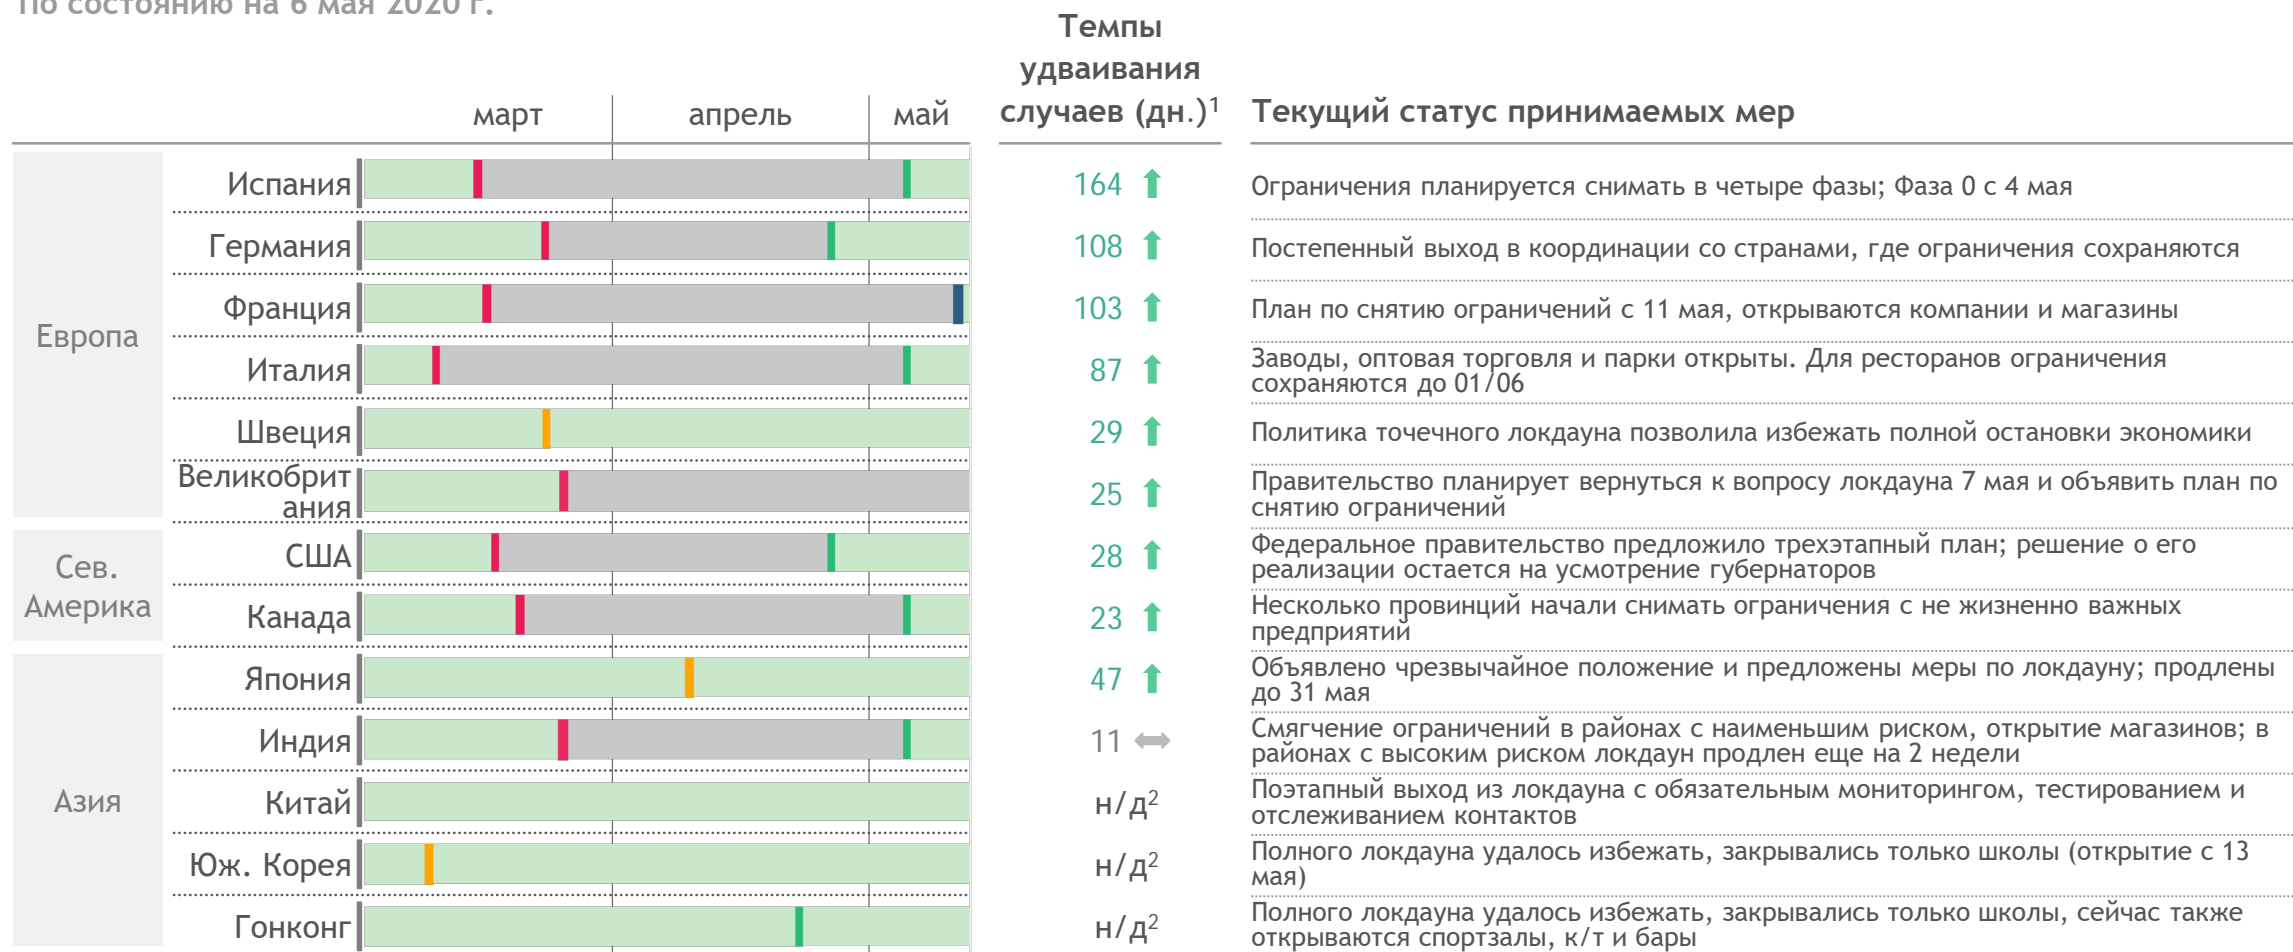 По состоянию на 6 мая 2020 г.
Темпы
удваивания
случаев (дн.)1
Текущий статус принимаемых мер
март
апрель
май
Европа
Испания
164
Ограничения планируется снимать в четыре фазы; Фаза 0 с 4 мая
Германия
108
Постепенный выход в координации со странами, где ограничения сохраняются
Франция
103
План по снятию ограничений с 11 мая, открываются компании и магазины
Италия
87
Заводы, оптовая торговля и парки открыты. Для ресторанов ограничения
сохраняются до 01/06
Швеция
29
Политика точечного локдауна позволила избежать полной остановки экономики
Великобрит
ания
25
Правительство планирует вернуться к вопросу локдауна 7 мая и объявить план по
снятию ограничений
Сев.
Америка
США
28
Федеральное правительство предложило трехэтапный план; решение о его
реализации остается на усмотрение губернаторов
Канада
23
Несколько провинций начали снимать ограничения с не жизненно важных
предприятий
Азия
Япония
47
Объявлено чрезвычайное положение и предложены меры по локдауну; продлены
до 31 мая
Индия
11
Смягчение ограничений в районах с наименьшим риском, открытие магазинов; в
районах с высоким риском локдаун продлен еще на 2 недели
Китай
н/д2
Поэтапный выход из локдауна с обязательным мониторингом, тестированием и
отслеживанием контактов
Юж. Корея
н/д2
Полного локдауна удалось избежать, закрывались только школы (открытие с 13
мая)
Гонконг
н/д2
Полного локдауна удалось избежать, закрывались только школы, сейчас также
открываются спортзалы, к/т и бары